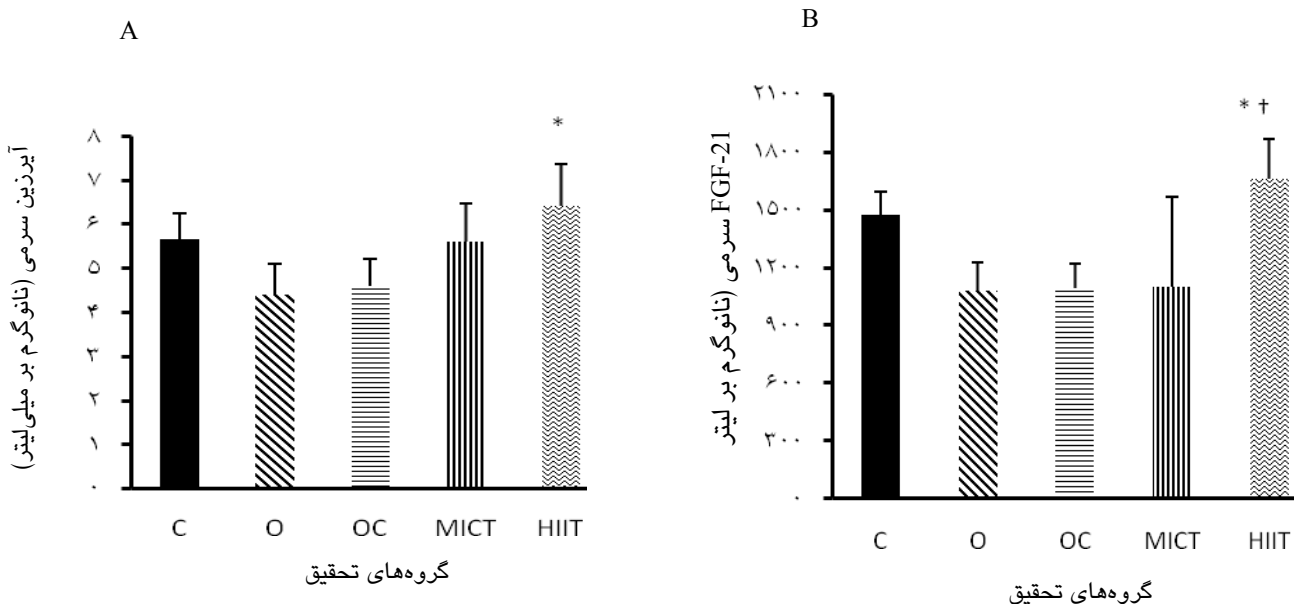 A
آیرزین سرمی (نانوگرم بر میلی‌لیتر)
۸
۷
۶
۵
۴
۳
۲
۱
۰
*
C O OC MICT HIIT
گروه‌های تحقیق
B
FGF-21 سرمی (نانوگرم بر لیتر
۲۱۰۰
۱۸۰۰
۱۵۰۰
۱۲۰۰
۹۰۰
۶۰۰
۳۰۰
۰
* †
C O OC MICT HIIT
گروه‌های تحقیق